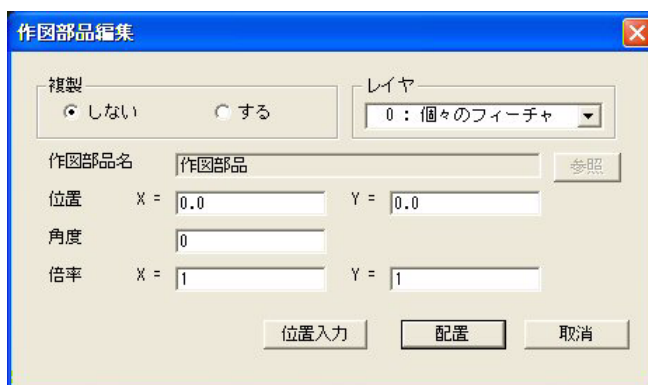 作図部品編集
複製
しない する
レイヤ
0 : 個々のフィーチャ
作図部品名 作図部品 参照
位置 X = 0.0 Y = 0.0
角度 0
倍率 X = 1 Y = 1
位置入力 配置 取消